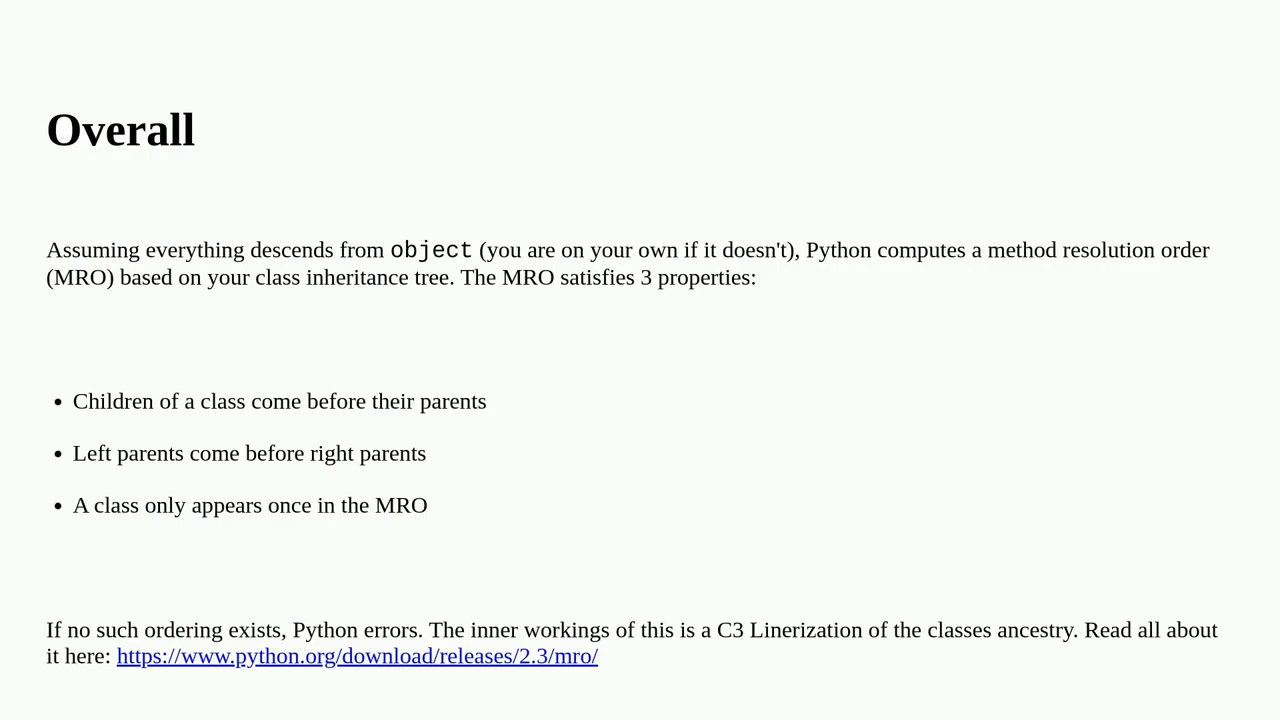 Overall
Assuming everything descends from object (you are on your own if it doesn't), Python computes a method resolution order
(MRO) based on your class inheritance tree. The MRO satisfies 3 properties:
• Children of a class come before their parents
• Left parents come before right parents
• A class only appears once in the MRO
If no such ordering exists, Python errors. The inner workings of this is a C3 Linerization of the classes ancestry. Read all about
it here: https://www.python.org/download/releases/2.3/mro/